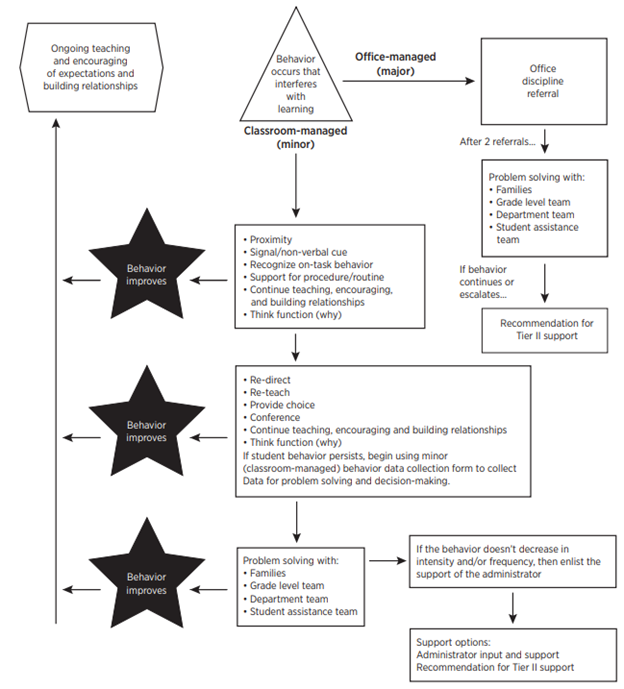 Ongoing teaching
and encouraging
of expectations and
building relationships
Behavior
occurs that
interferes
with
learning
Office-managed
(major)
Office
discipline
referral
Classroom-managed
(minor)
After 2 referrals...
Problem solving with:
• Families
• Grade level team
• Department team
• Student assistance
team
If behavior
continues or
escalates...
Recommendation for
Tier II support
Behavior
improves
• Proximity
• Signal/non-verbal cue
• Recognize on-task behavior
• Support for procedure/routine
• Continue teaching, encouraging,
and building relationships
• Think function (why)
Behavior
improves
• Re-direct
• Re-teach
• Provide choice
• Conference
• Continue teaching, encouraging and building relationships
• Think function (why)
If student behavior persists, begin using minor
(classroom-managed) behavior data collection form to collect
Data for problem solving and decision-making.
Behavior
improves
Problem solving with:
• Families
• Grade level team
• Department team
• Student assistance team
If the behavior doesn't decrease in
intensity and/or frequency, then enlist the
support of the administrator
Support options:
Administrator input and support
Recommendation for Tier II support